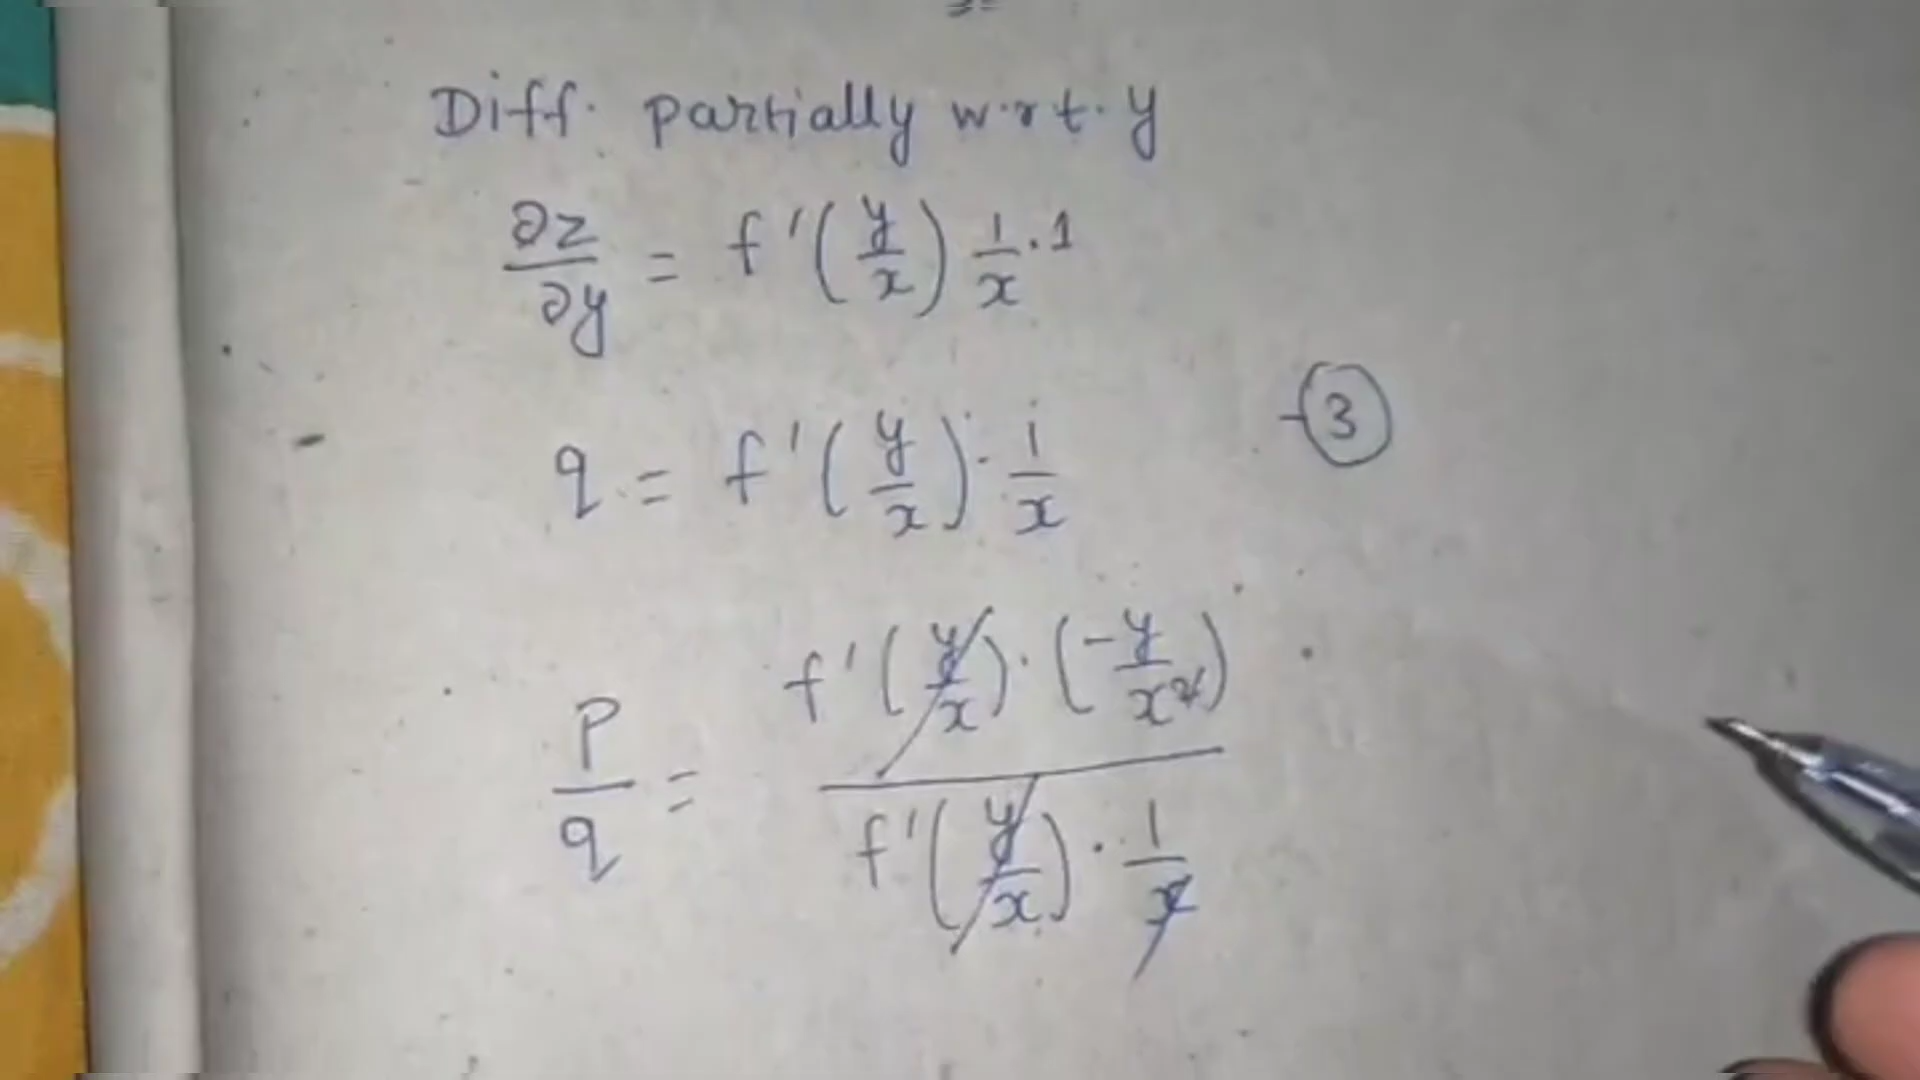 Diff. partially w.r.t. y
∂z/∂y = f'(y/x) 1/x · 1
q = f'(y/x) · 1/x -③
p/q = f'(y/x) · (-y/x²) / f'(y/x) · 1/x